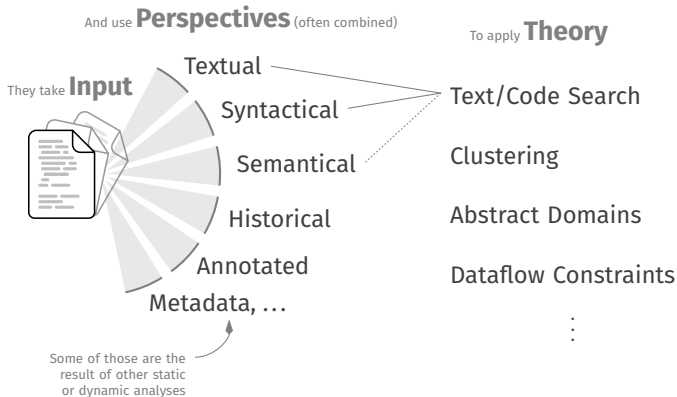 And use Perspectives (often combined)
To apply Theory
They take Input
Textual
Syntactical
Semantical
Historical
Annotated
Metadata, …
Text/Code Search
Clustering
Abstract Domains
Dataflow Constraints
⋮
Some of those are the
result of other static
or dynamic analyses